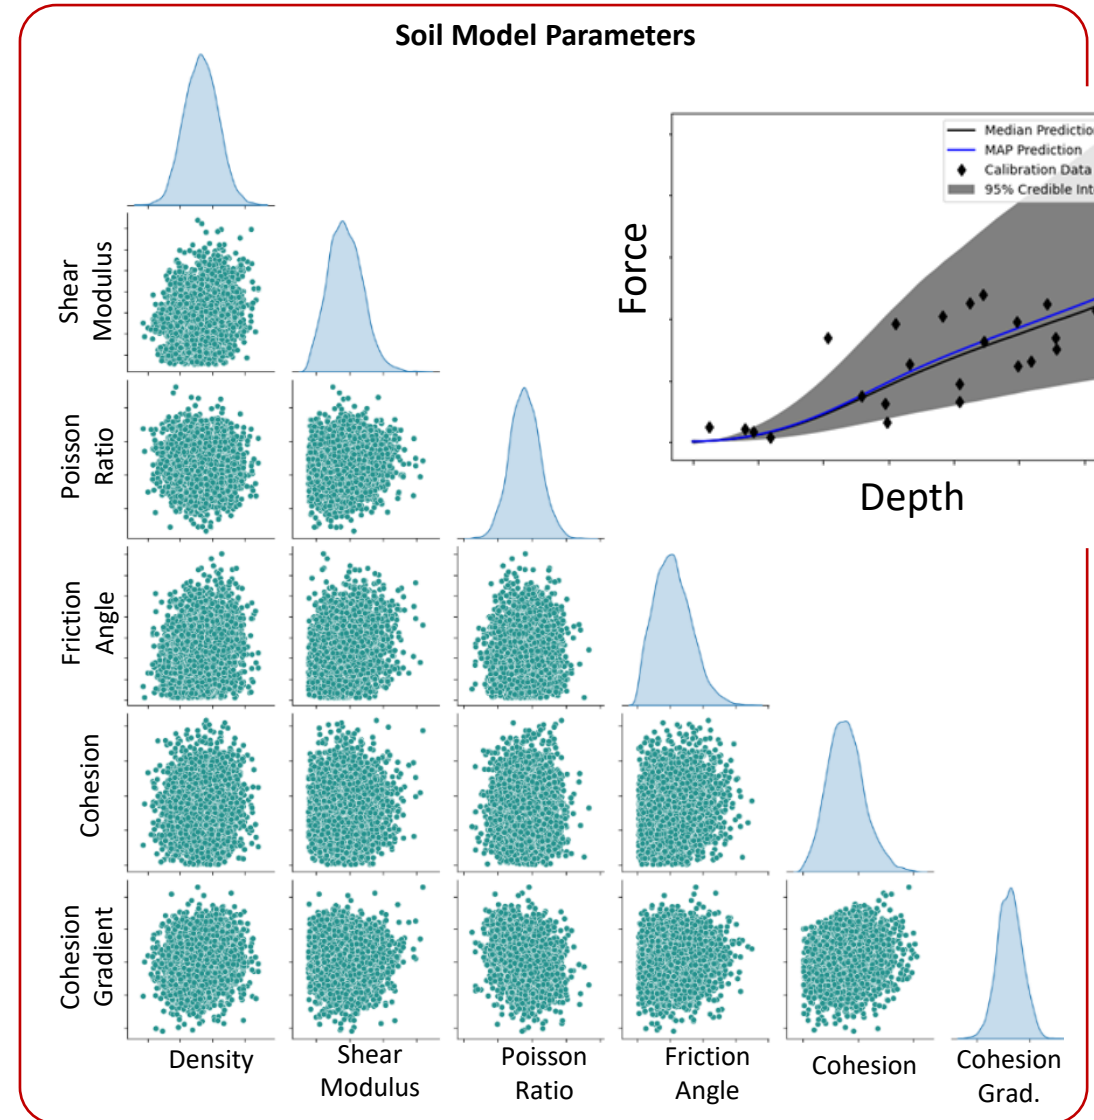 Soil Model Parameters
Median Prediction
MAP Prediction
Calibration Data
95% Credible Int
Force
Depth
Shear
Modulus
Poisson
Ratio
Friction
Angle
Cohesion
Cohesion
Gradient
Density
Shear
Modulus
Poisson
Ratio
Friction
Angle
Cohesion
Cohesion
Grad.